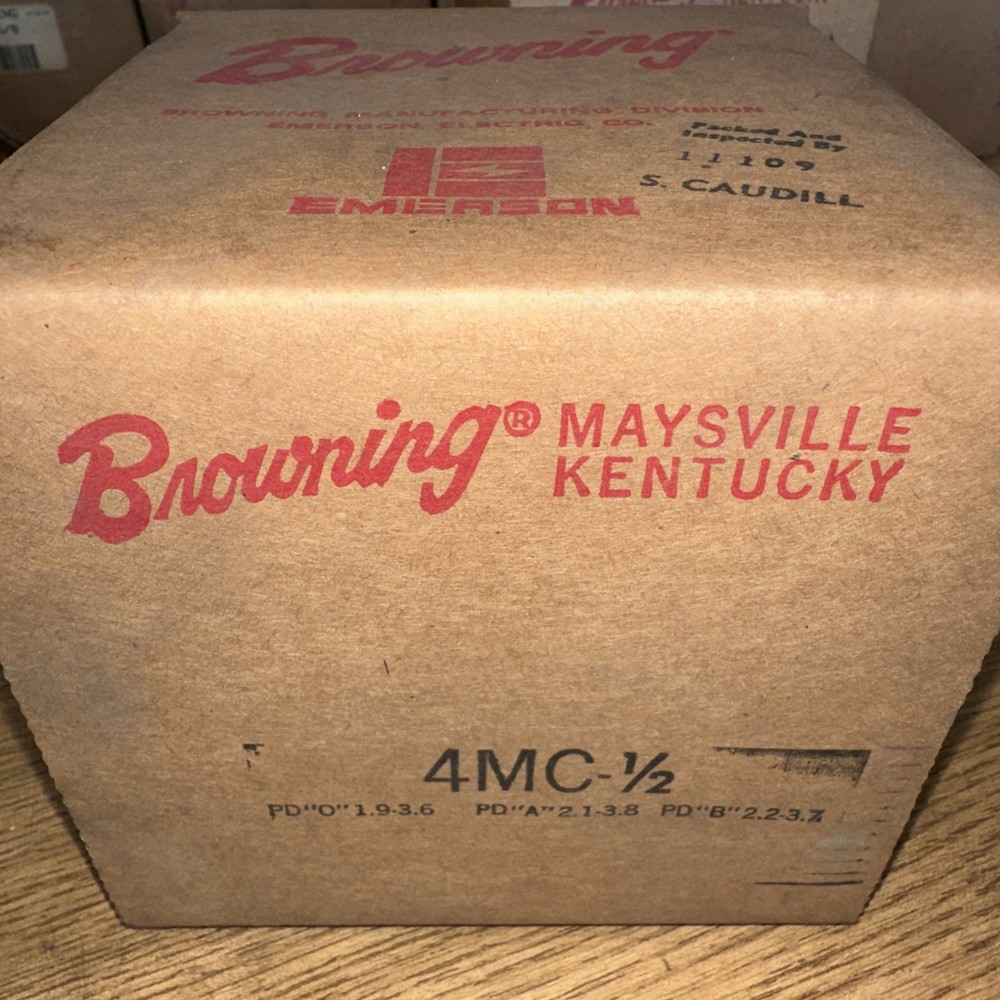 Browning
BROWNING MANUFACTURING DIVISION
EMERSON ELECTRIC CO.
EMERSON
Packed And
Inspected By
11109
S. CAUDILL
Browning®
MAYSVILLE
KENTUCKY
4MC-½
PD"O" 1.9-3.6 PD"A" 2.1-3.8 PD"B" 2.2-3.7